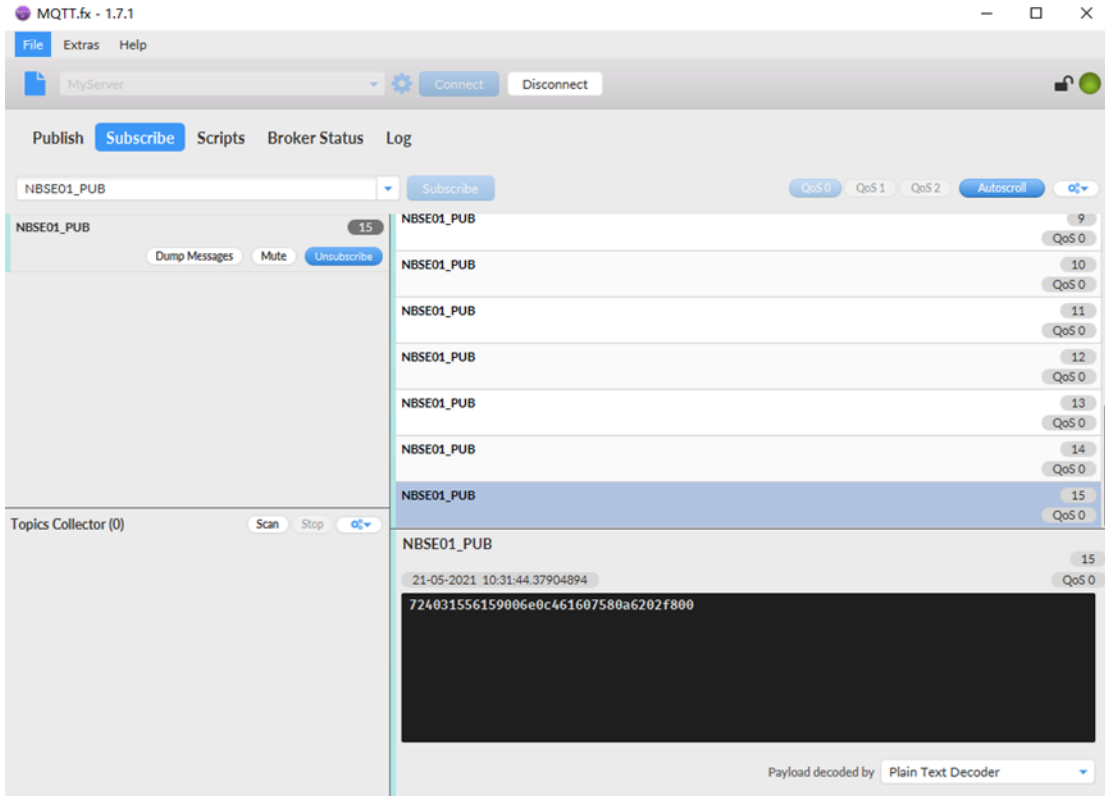 MQTT.fx - 1.7.1
File Extras Help
MyServer Connect Disconnect
Publish Subscribe Scripts Broker Status Log
NBSE01_PUB Subscribe QoS 0 QoS 1 QoS 2 Autoscroll
NBSE01_PUB 15
Dump Messages Mute Unsubscribe
NBSE01_PUB 9
QoS 0
NBSE01_PUB 10
QoS 0
NBSE01_PUB 11
QoS 0
NBSE01_PUB 12
QoS 0
NBSE01_PUB 13
QoS 0
NBSE01_PUB 14
QoS 0
NBSE01_PUB 15
QoS 0
Topics Collector (0) Scan Stop
NBSE01_PUB
15
21-05-2021 10:31:44.37904894 QoS 0
724031556159006e0c461607580a6202f800
Payload decoded by Plain Text Decoder